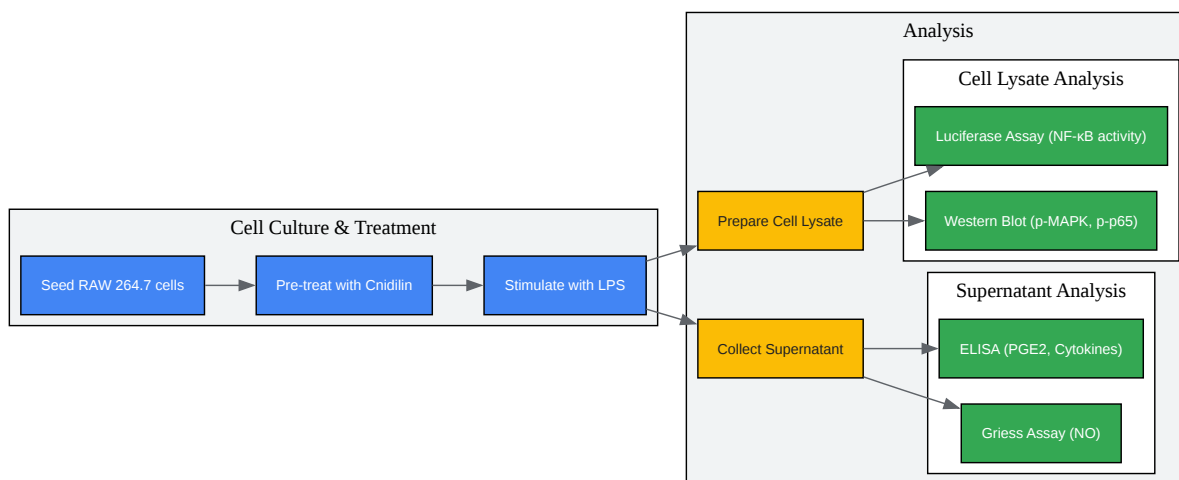 Analysis
Cell Lysate Analysis
Luciferase Assay (NF-κB activity)
Prepare Cell Lysate
Western Blot (p-MAPK, p-p65)
Cell Culture & Treatment
Seed RAW 264.7 cells
Pre-treat with Cnidilin
Stimulate with LPS
Supernatant Analysis
Collect Supernatant
ELISA (PGE2, Cytokines)
Griess Assay (NO)